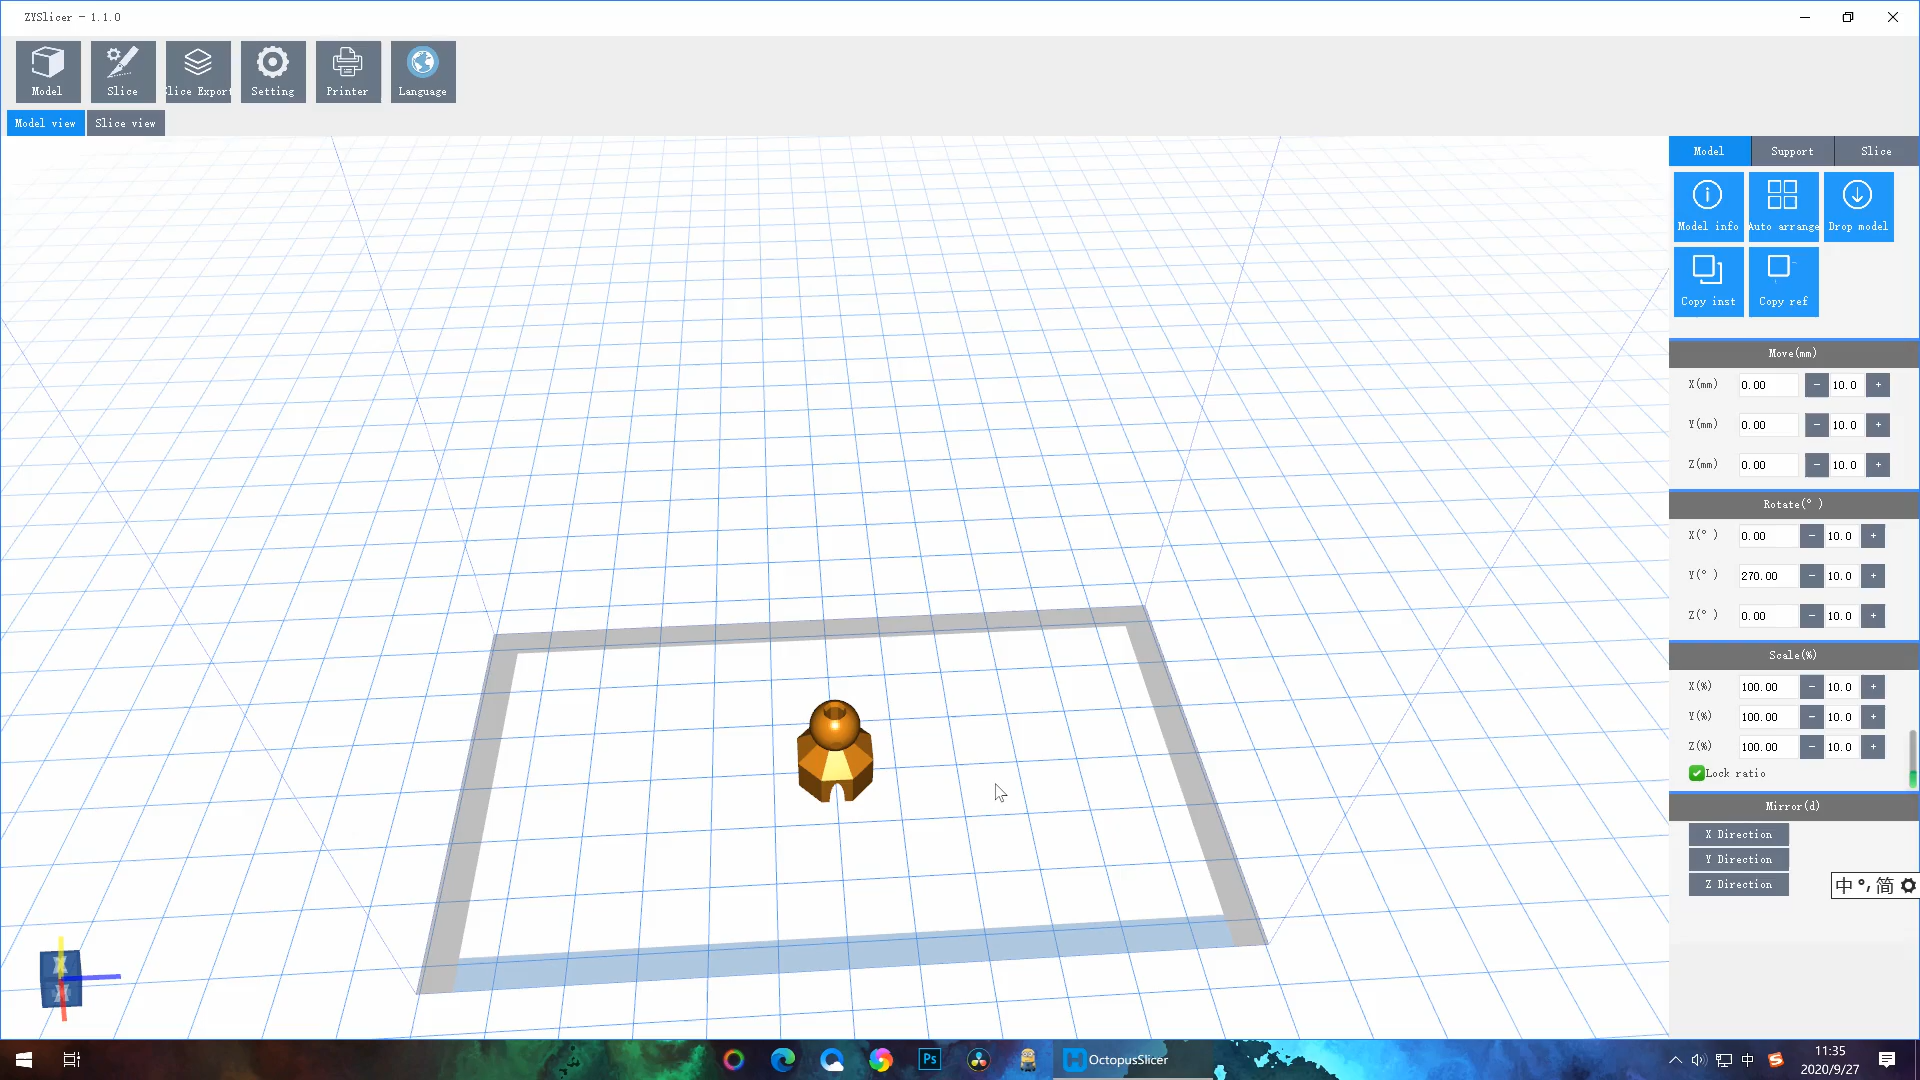 ZYSlicer - 1.1.0
Model
Slice
Slice Export
Setting
Printer
Language
Model view
Slice view
Model
Support
Slice
Model info
Auto arrange
Drop model
Copy inst
Copy ref
Move(mm)
X(mm) 0.00 - 10.0 +
Y(mm) 0.00 - 10.0 +
Z(mm) 0.00 - 10.0 +
Rotate(°)
X(°) 0.00 - 10.0 +
Y(°) 270.00 - 10.0 +
Z(°) 0.00 - 10.0 +
Scale(%)
X(%) 100.00 - 10.0 +
Y(%) 100.00 - 10.0 +
Z(%) 100.00 - 10.0 +
Lock ratio
Mirror(d)
X Direction
Y Direction
Z Direction
中 °, 简
Ps
OctopusSlicer
中
S
11:35
2020/9/27